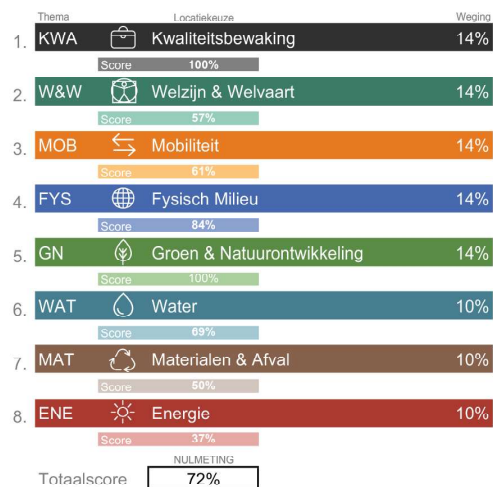 Thema Locatiekeuze Weging
1. KWA Kwaliteitsbewaking 14%
Score 100%
2. W&W Welzijn & Welvaart 14%
Score 57%
3. MOB Mobiliteit 14%
Score 61%
4. FYS Fysisch Milieu 14%
Score 84%
5. GN Groen & Natuurontwikkeling 14%
Score 100%
6. WAT Water 10%
Score 69%
7. MAT Materialen & Afval 10%
Score 50%
8. ENE Energie 10%
Score 37%
NULMETING
Totaalscore 72%